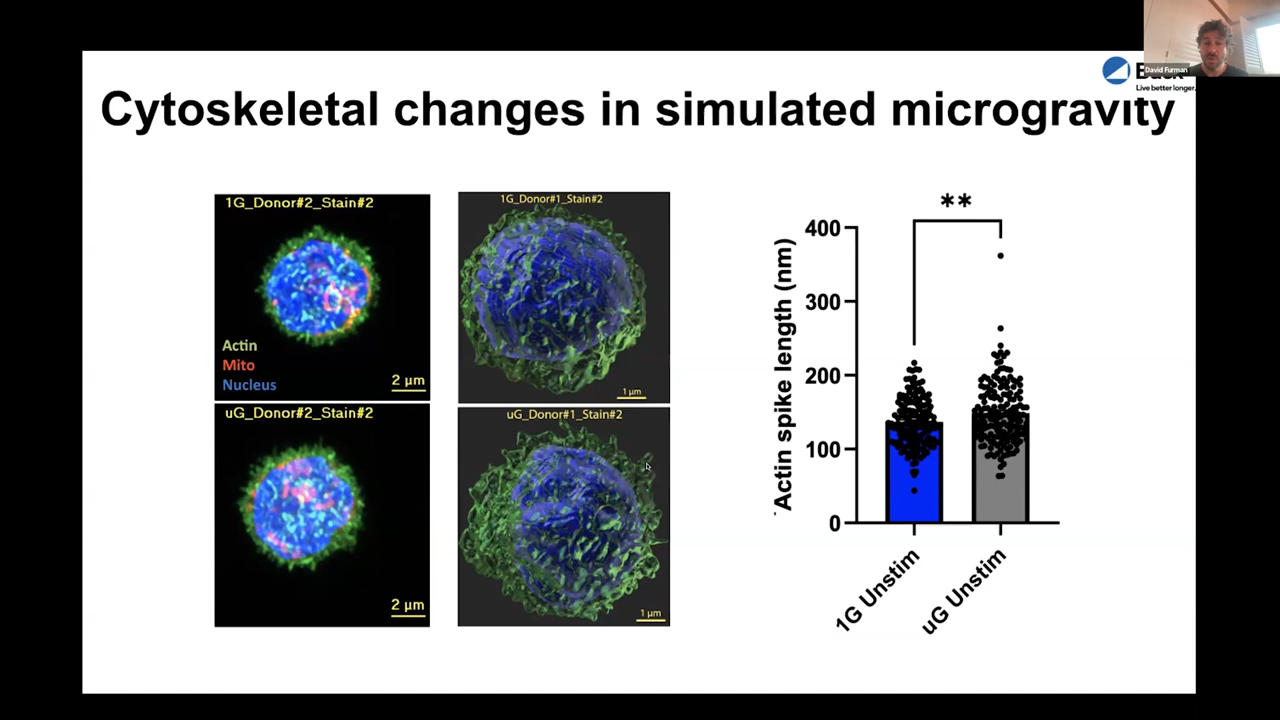 David Furman
Live better longer.
Cytoskeletal changes in simulated microgravity
1G_Donor#2_Stain#2
Actin
Mito
Nucleus
2 µm
1G_Donor#1_Stain#2
1 µm
uG_Donor#2_Stain#2
2 µm
uG_Donor#1_Stain#2
1 µm
**
Actin spike length (nm)
400
300
200
100
0
1G Unstim
uG Unstim